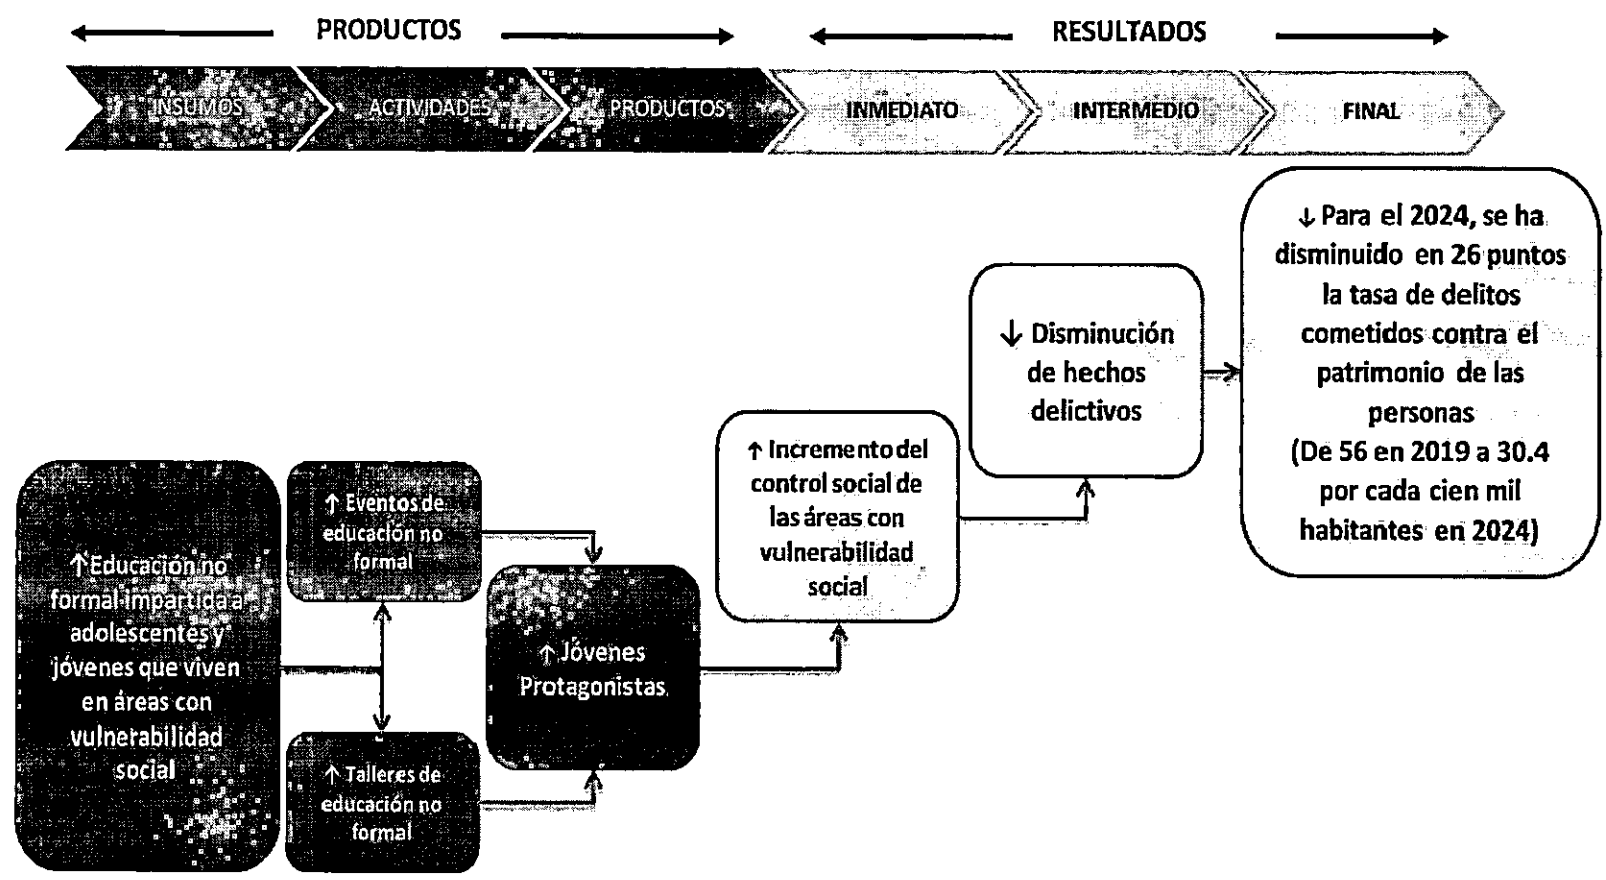 PRODUCTOS
RESULTADOS
INSUMOS
ACTIVIDADES
PRODUCTOS
INMEDIATO
INTERMEDIO
FINAL
↑Educación no
formal impartida a
adolescentes y
jóvenes que viven
en áreas con
vulnerabilidad
social
↑ Eventos de
educación no
formal
↑ Talleres de
educación no
formal
↑ Jóvenes
Protagonistas
↑ Incremento del
control social de
las áreas con
vulnerabilidad
social
↓ Disminución
de hechos
delictivos
↓ Para el 2024, se ha
disminuido en 26 puntos
la tasa de delitos
cometidos contra el
patrimonio de las
personas
(De 56 en 2019 a 30.4
por cada cien mil
habitantes en 2024)